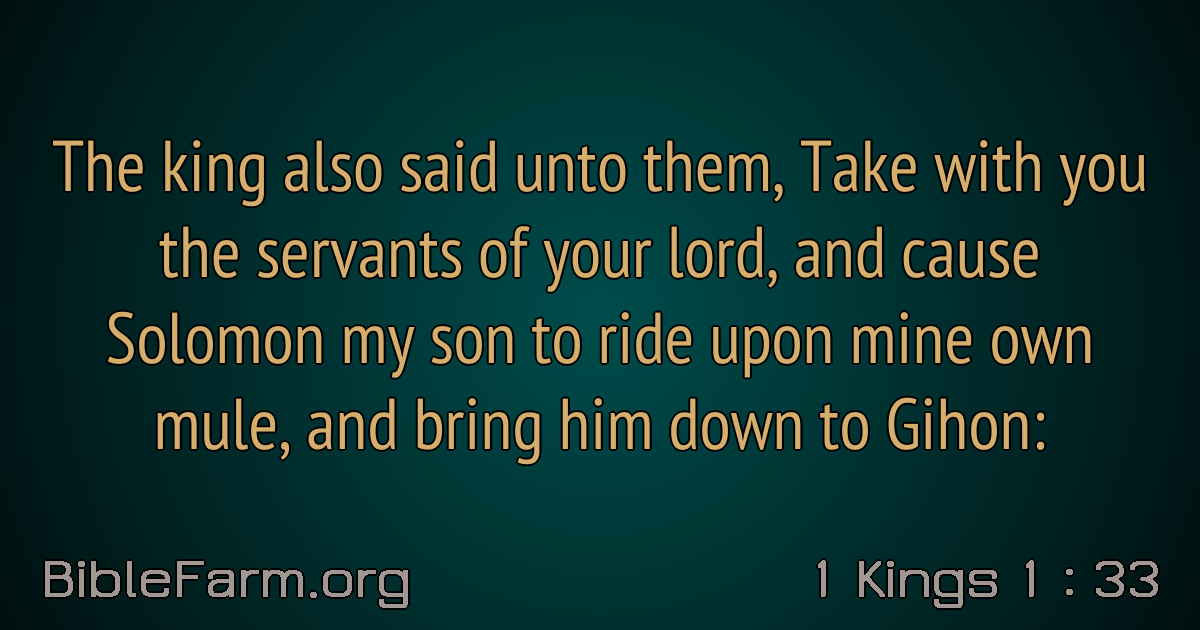 The king also said unto them, Take with you
the servants of your lord, and cause
Solomon my son to ride upon mine own
mule, and bring him down to Gihon:
BibleFarm.org
1 Kings 1 : 33